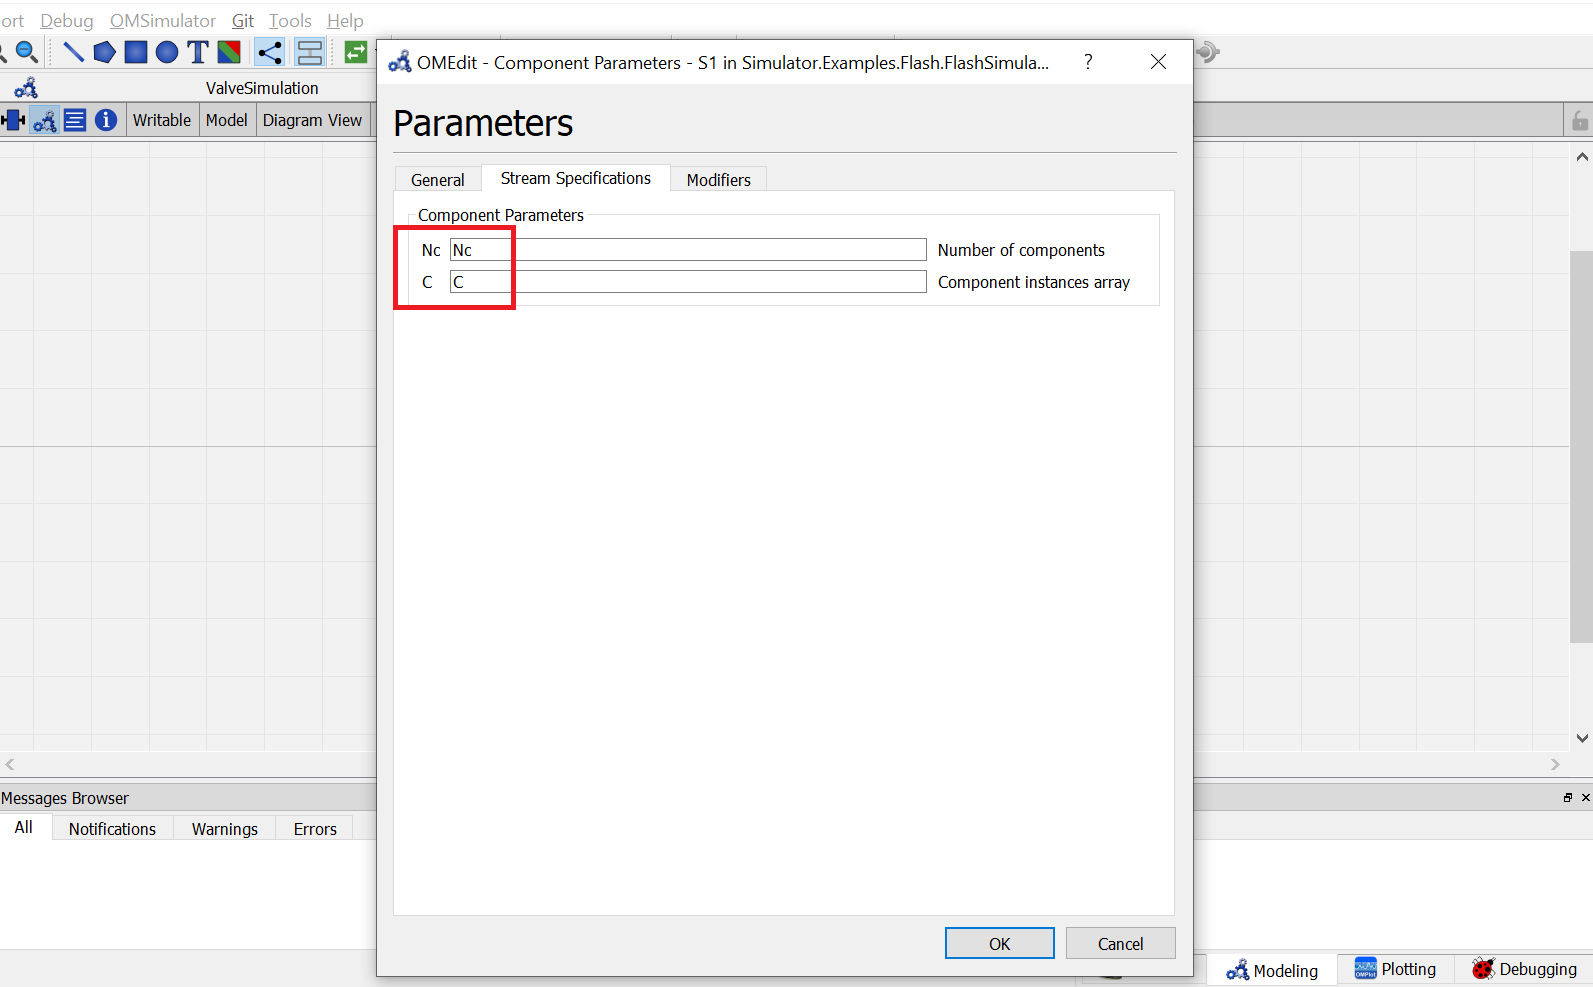 ort Debug OMSimulator Git Tools Help
T
OMEdit - Component Parameters - S1 in Simulator.Examples.Flash.FlashSimula... ?
ValveSimulation
Writable Model Diagram View
Parameters
General Stream Specifications Modifiers
Component Parameters
Nc Nc Number of components
C C Component instances array
Messages Browser
All Notifications Warnings Errors
OK Cancel
Modeling OMPlot Plotting Debugging